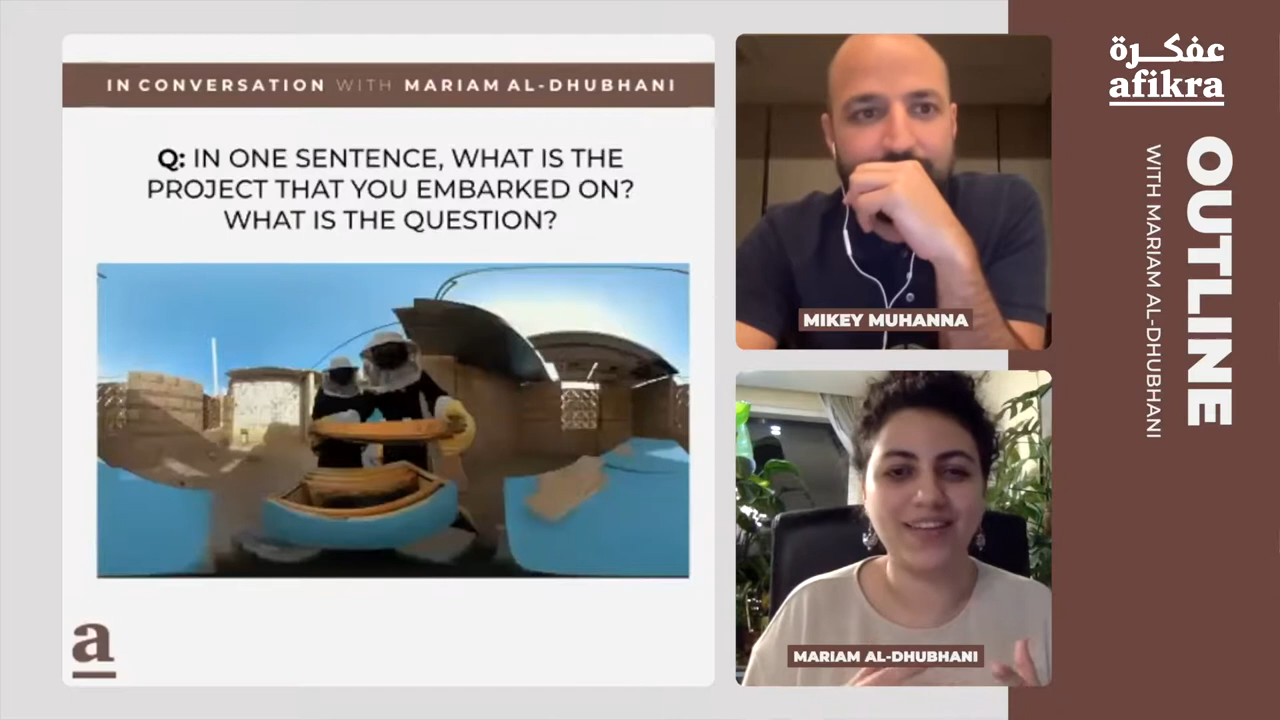 IN CONVERSATION WITH MARIAM AL-DHUBHANI
Q: IN ONE SENTENCE, WHAT IS THE
PROJECT THAT YOU EMBARKED ON?
WHAT IS THE QUESTION?
a
MIKEY MUHANNA
MARIAM AL-DHUBHANI
عفكرة
afikra
OUTLINE
WITH MARIAM AL-DHUBHANI